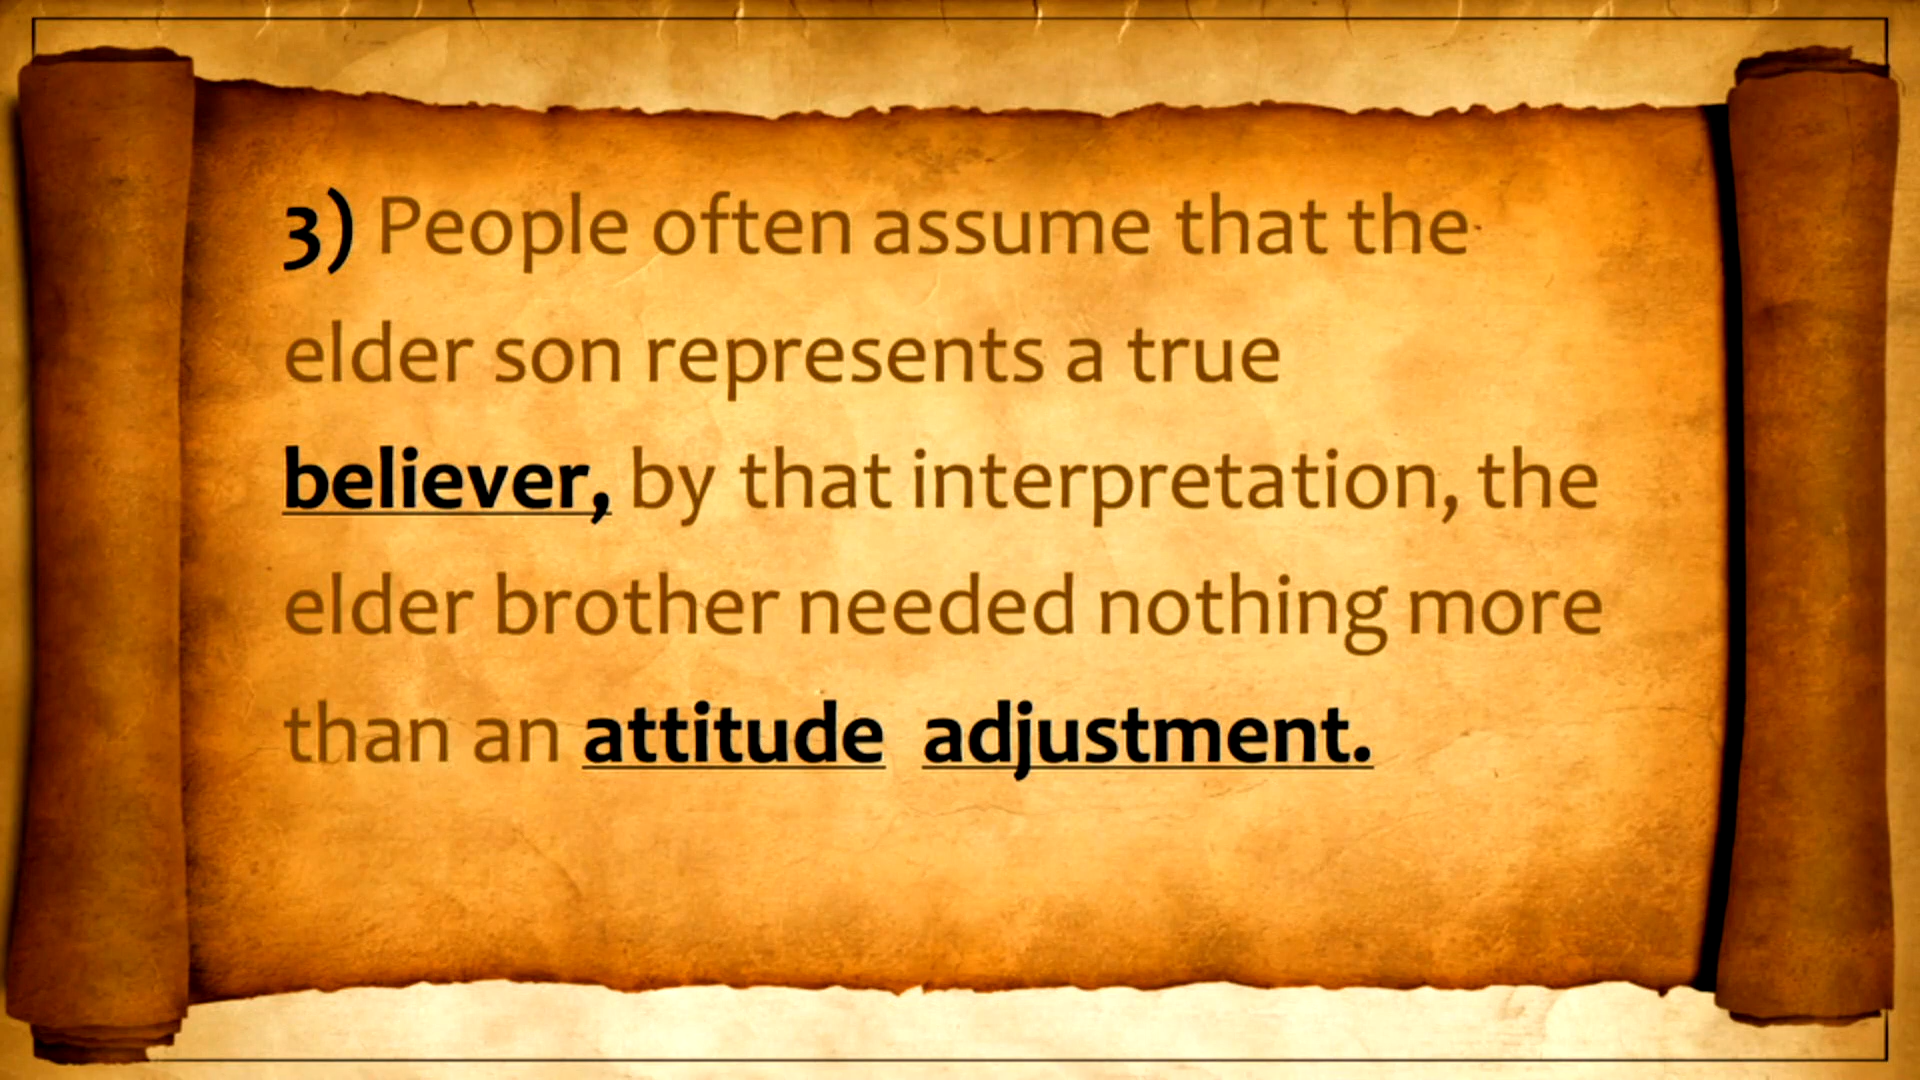 3) People often assume that the
elder son represents a true
believer, by that interpretation, the
elder brother needed nothing more
than an attitude adjustment.